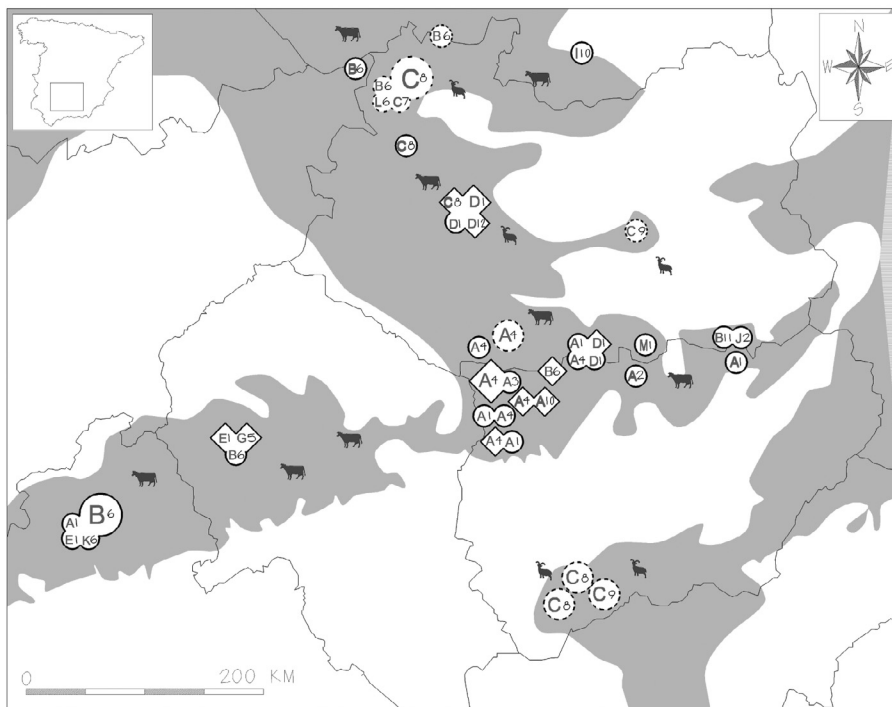 N
W E
S
B6
I10
B6
C8
B6
L6 C7
C8
C8 D1
D1 D12
C9
A4
A4
A1 D1
A4 D1
M1
B11 J2
A1
A2
B6
A4 A3
A4 A10
A1 A4
A4 A1
E1 G5
B6
B6
A1
E1 K6
C8
C9
C8
0 200 KM